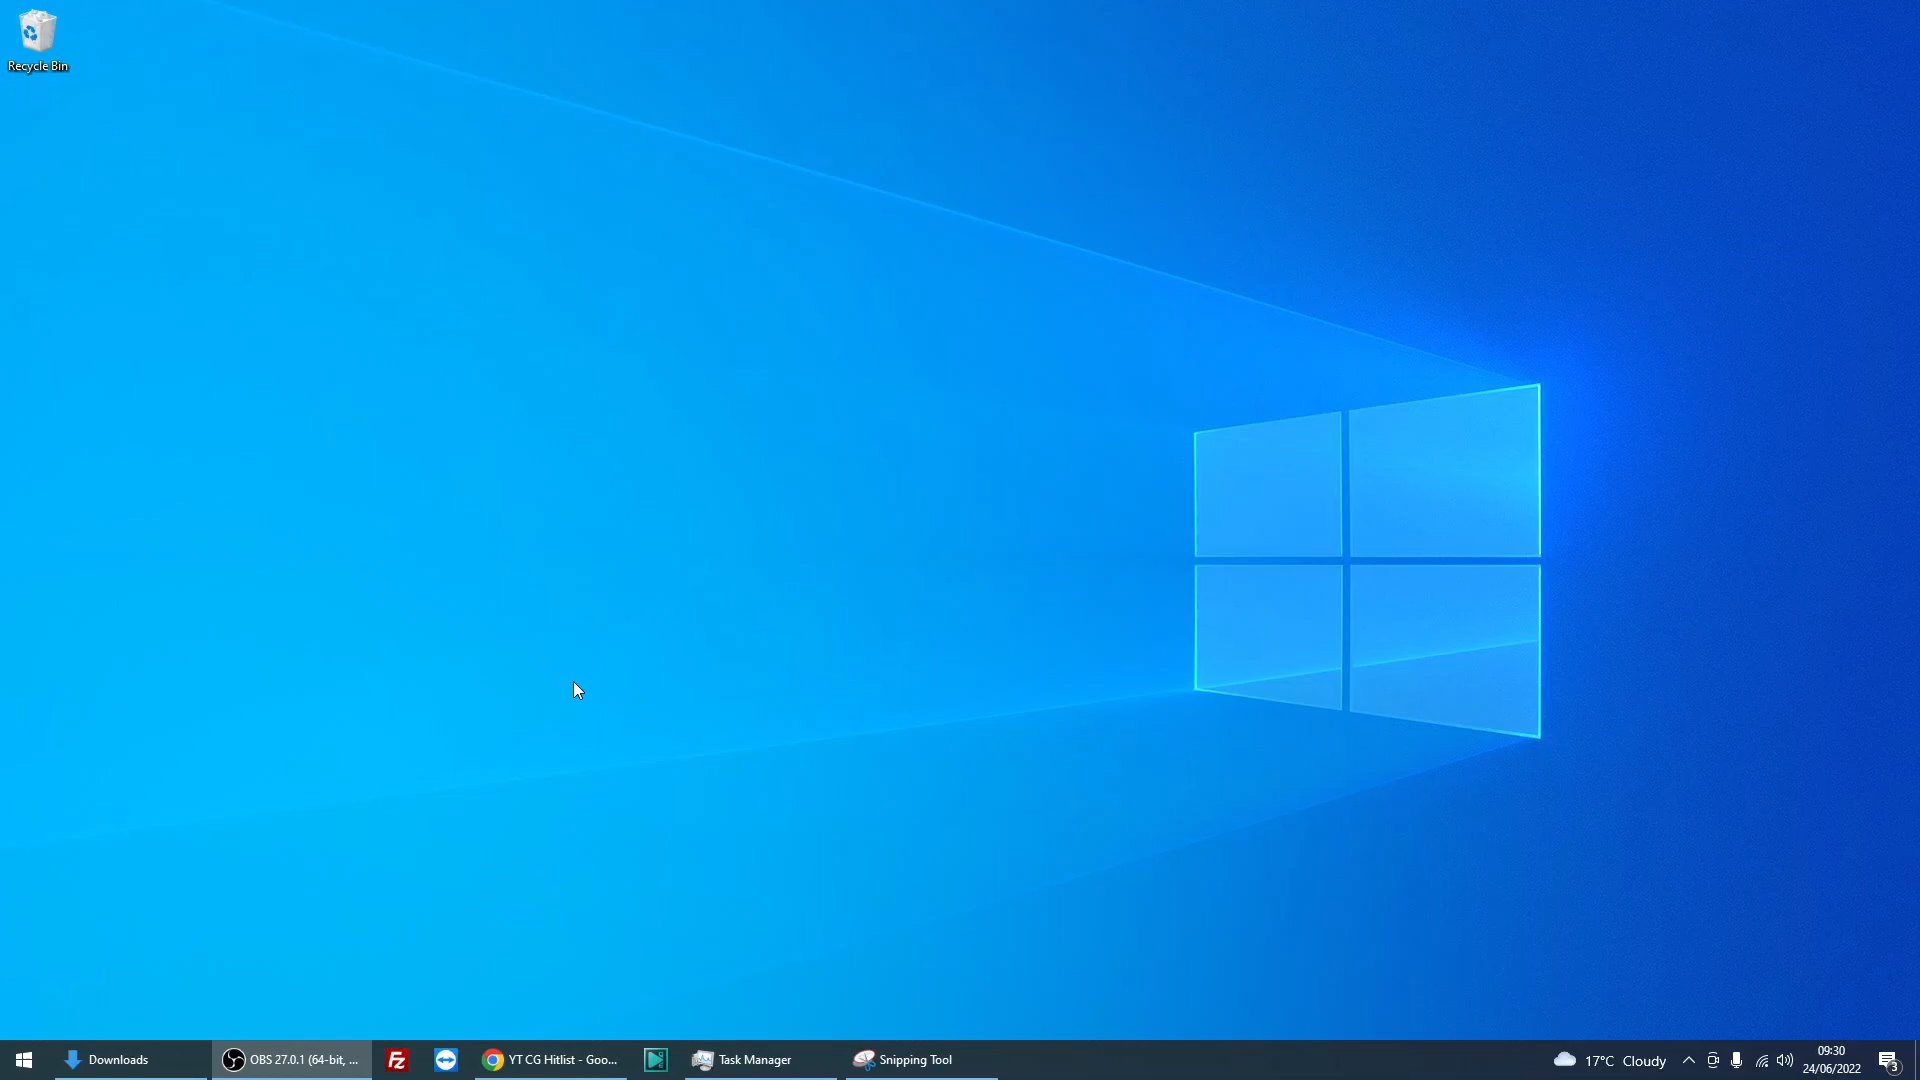 Recycle Bin
Downloads
OBS 27.0.1 (64-bit, ...
Fz
YT CG Hitlist - Goo...
Task Manager
Snipping Tool
17°C Cloudy
09:30
24/06/2022
3